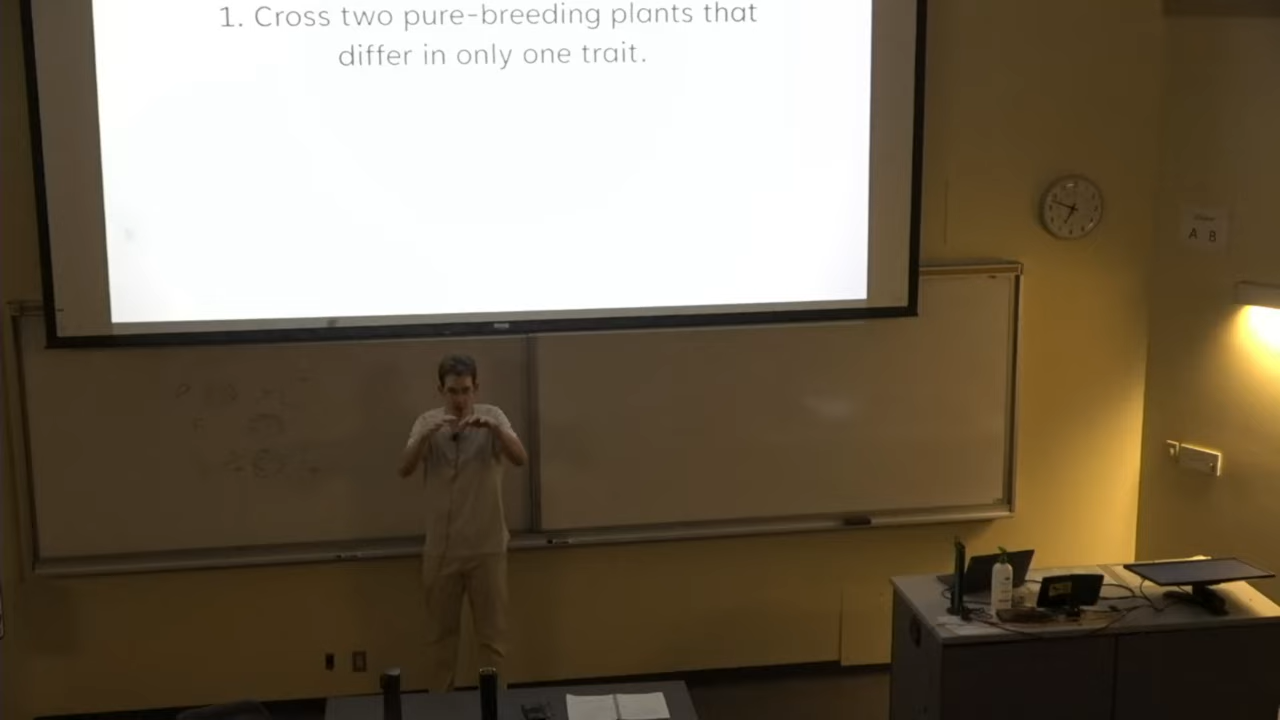 1. Cross two pure-breeding plants that
differ in only one trait.
A B